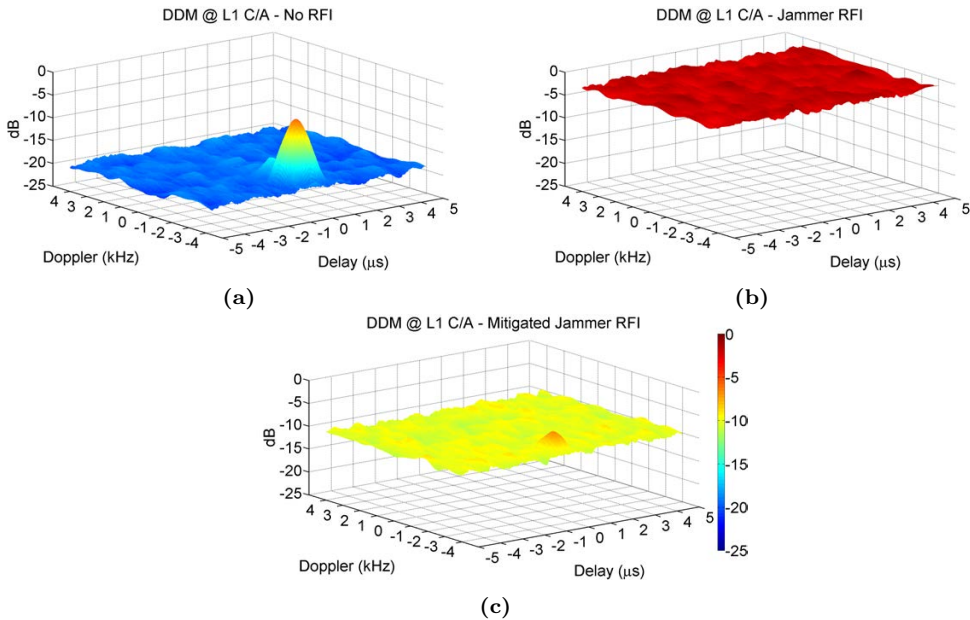 DDM @ L1 C/A - No RFI
0
-5
-10
-15
-20
-25
dB
4 3 2 1 0 -1 -2 -3 -4
Doppler (kHz)
-5 -4 -3 -2 -1 0 1 2 3 4 5
Delay (μs)
(a)
DDM @ L1 C/A - Jammer RFI
0
-5
-10
-15
-20
-25
dB
4 3 2 1 0 -1 -2 -3 -4
Doppler (kHz)
-5 -4 -3 -2 -1 0 1 2 3 4 5
Delay (μs)
(b)
DDM @ L1 C/A - Mitigated Jammer RFI
0
-5
-10
-15
-20
-25
dB
4 3 2 1 0 -1 -2 -3 -4
Doppler (kHz)
-5 -4 -3 -2 -1 0 1 2 3 4 5
Delay (μs)
0
-5
-10
-15
-20
-25
(c)